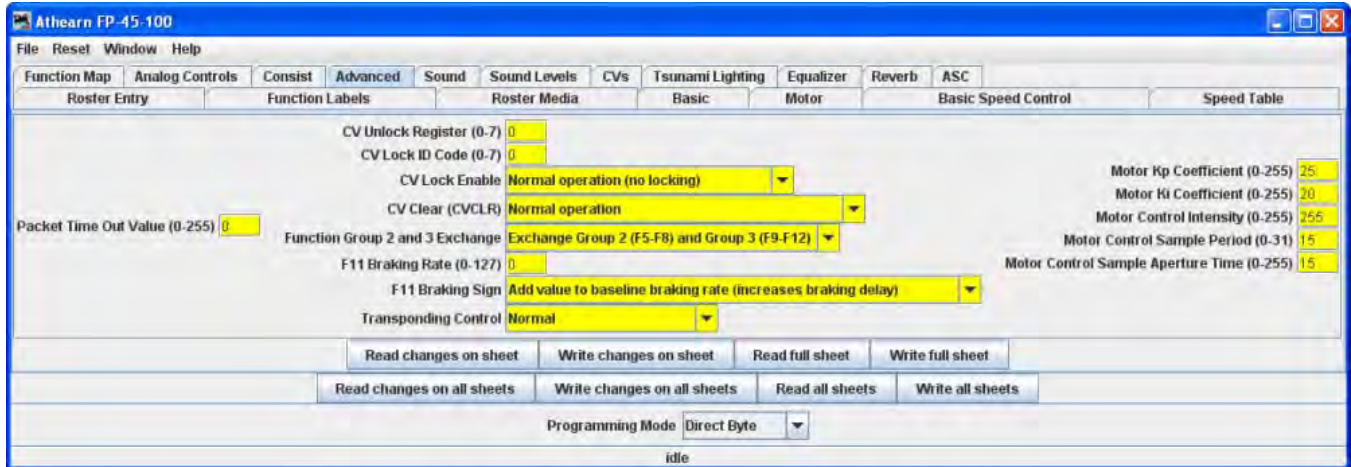 Athearn FP-45-100
File Reset Window Help
Function Map Analog Controls Consist Advanced Sound Sound Levels CVs Tsunami Lighting Equalizer Reverb ASC
Roster Entry Function Labels Roster Media Basic Motor Basic Speed Control Speed Table
Packet Time Out Value (0-255) 0
CV Unlock Register (0-7) 0
CV Lock ID Code (0-7) 0
CV Lock Enable Normal operation (no locking)
CV Clear (CVCLR) Normal operation
Function Group 2 and 3 Exchange Exchange Group 2 (F5-F8) and Group 3 (F9-F12)
F11 Braking Rate (0-127) 0
F11 Braking Sign Add value to baseline braking rate (increases braking delay)
Transponding Control Normal
Motor Kp Coefficient (0-255) 25
Motor Ki Coefficient (0-255) 20
Motor Control Intensity (0-255) 255
Motor Control Sample Period (0-31) 15
Motor Control Sample Aperture Time (0-255) 15
Read changes on sheet Write changes on sheet Read full sheet Write full sheet
Read changes on all sheets Write changes on all sheets Read all sheets Write all sheets
Programming Mode Direct Byte
idle